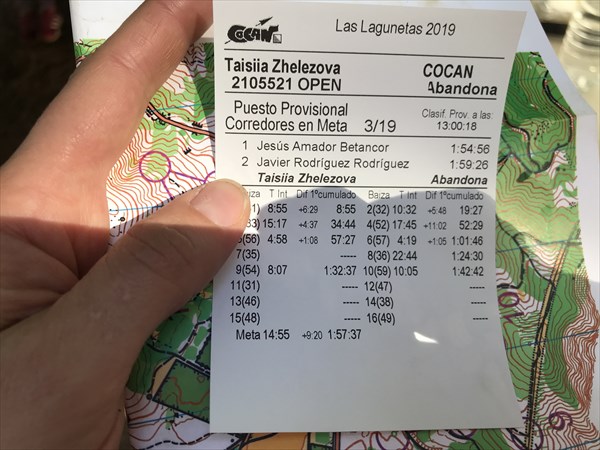 COCAN
Las Lagunetas 2019
Taisiia Zhelezova COCAN
2105521 OPEN Abandona
Puesto Provisional Clasif. Prov. a las:
Corredores en Meta 3/19 13:00:18
1 Jesús Amador Betancor 1:54:56
2 Javier Rodríguez Rodríguez 1:59:26
Taisiia Zhelezova Abandona
T Int Dif 1º cumulado Baiza T Int Dif 1º cumulado
8:55 +6:29 8:55 2(32) 10:32 +5:48 19:27
15:17 +4:37 34:44 4(52) 17:45 +11:02 52:29
(56) 4:58 +1:08 57:27 6(57) 4:19 +1:05 1:01:46
7(35) ----- 8(36) 22:44 1:24:30
9(54) 8:07 1:32:37 10(59) 10:05 1:42:42
11(31) ----- 12(47) -----
13(46) ----- 14(38) -----
15(48) ----- 16(49) -----
Meta 14:55 +9:20 1:57:37